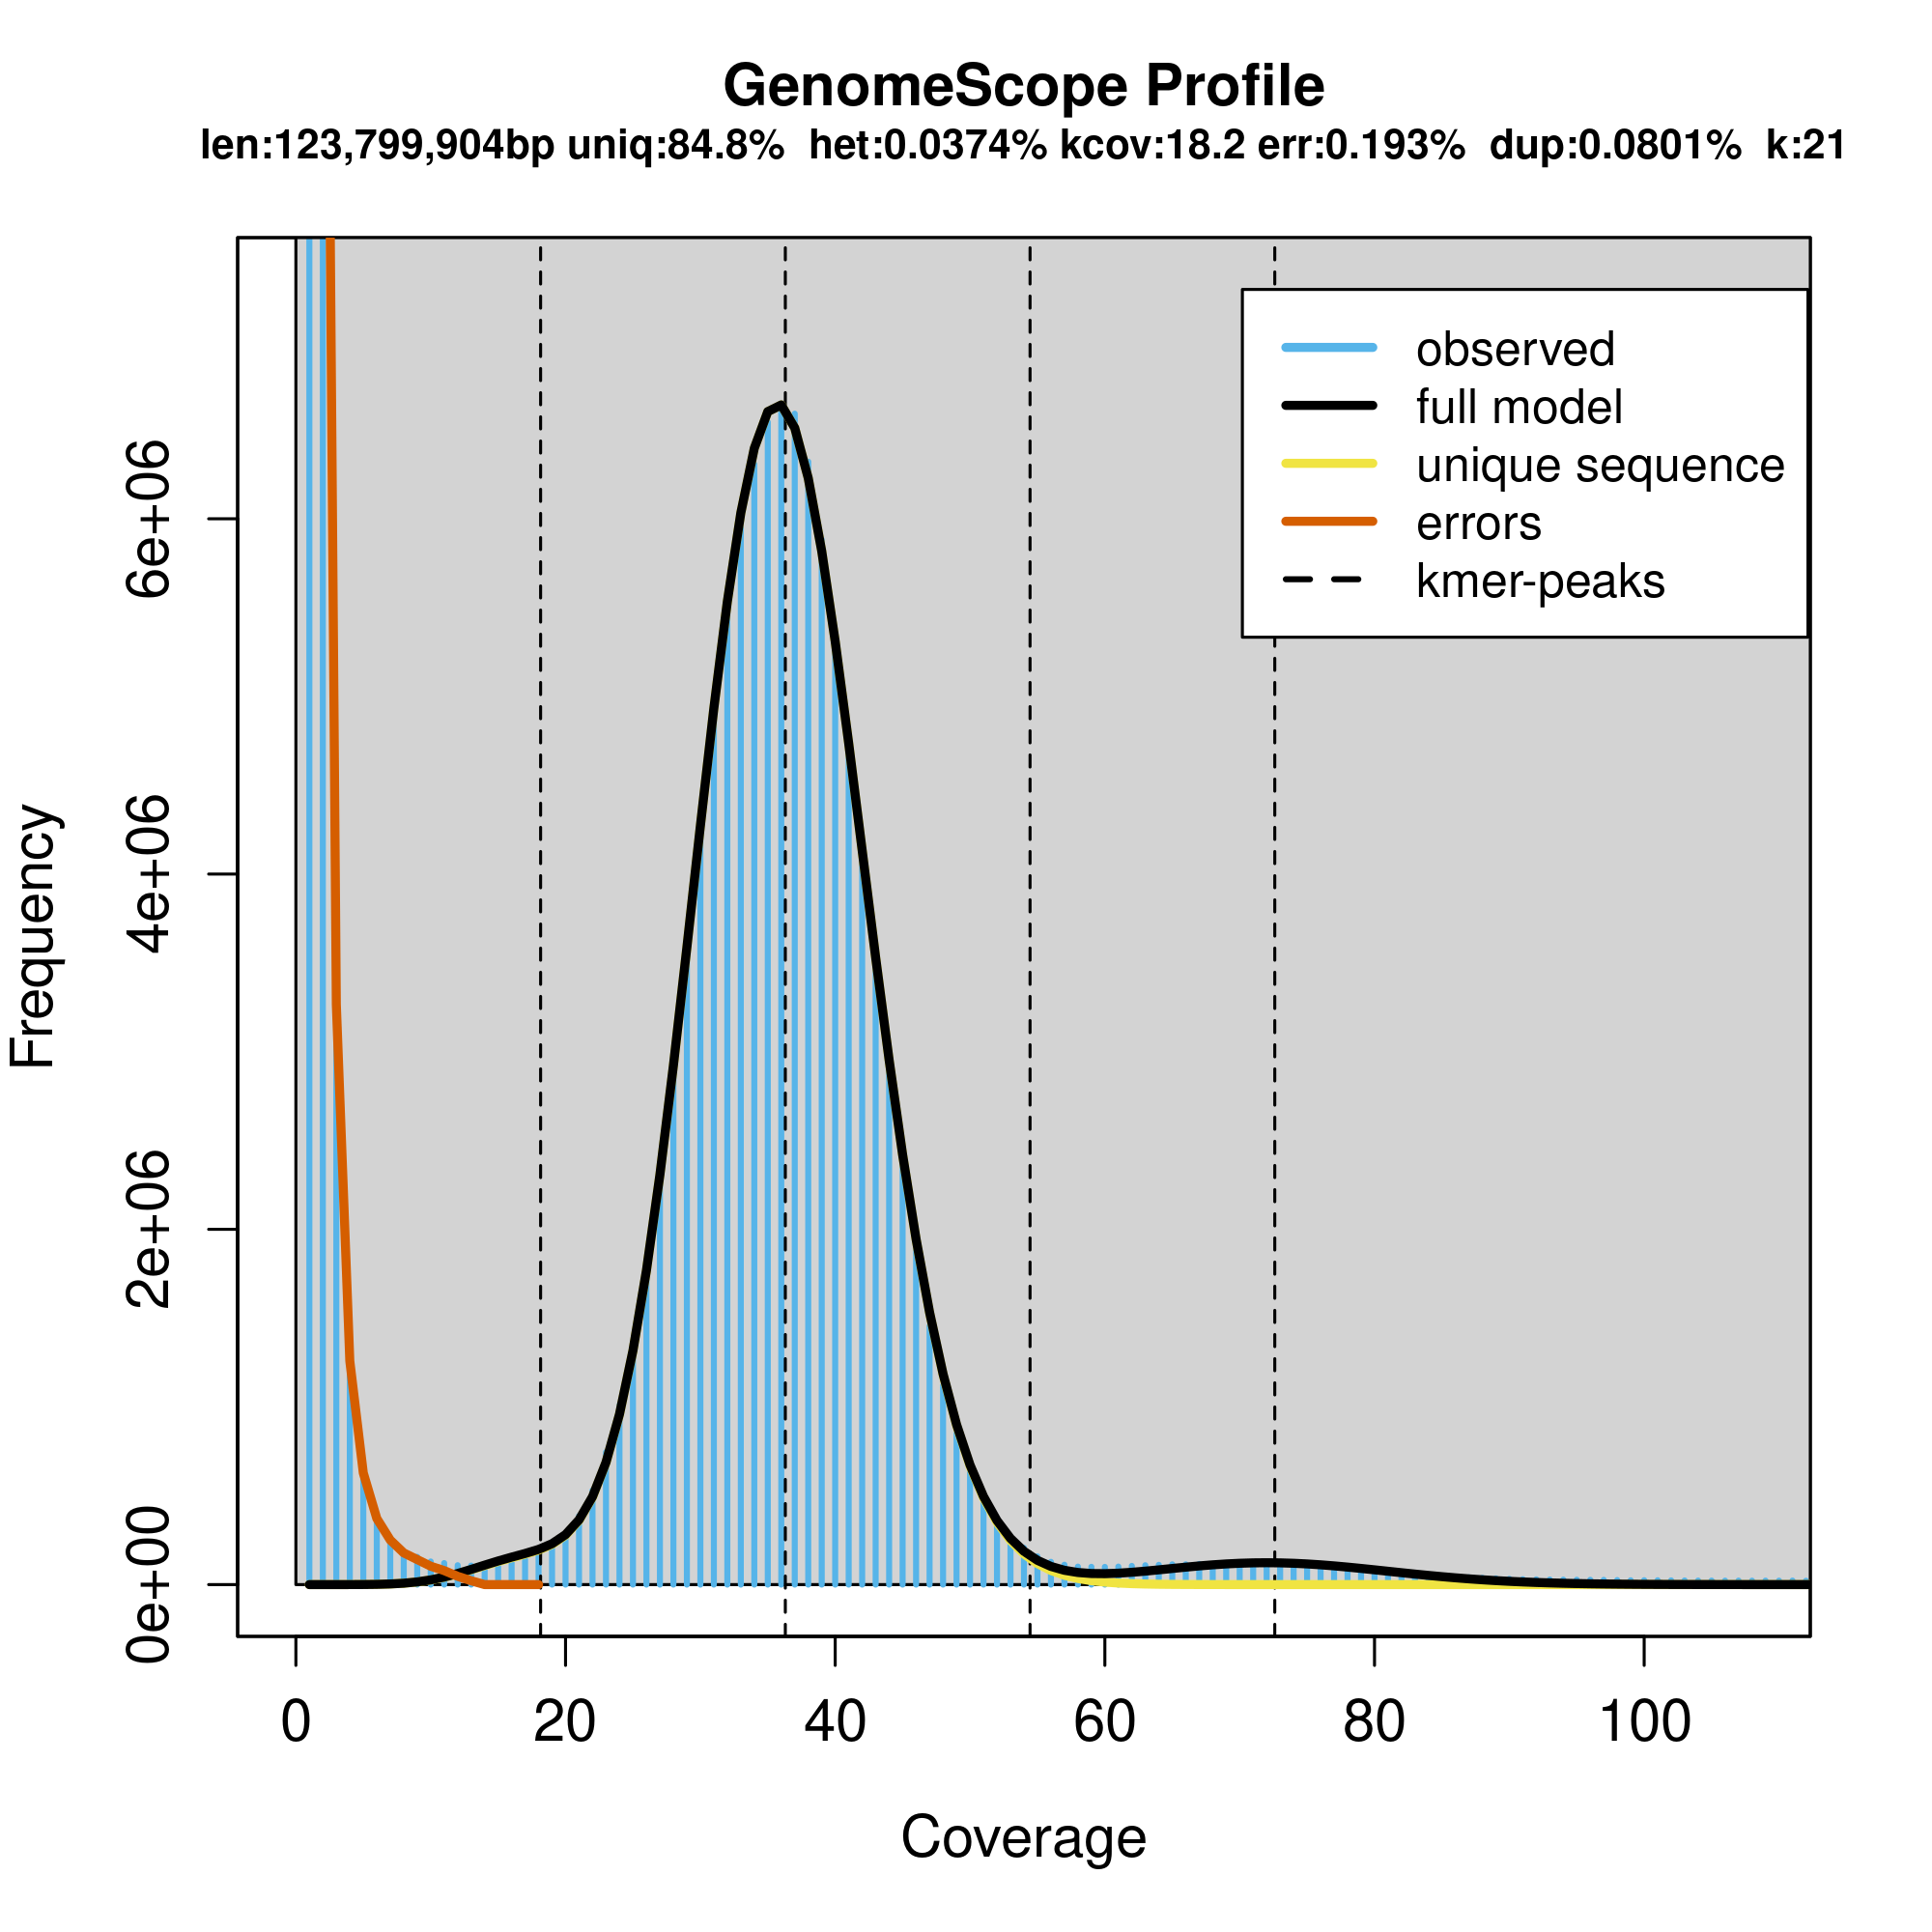 GenomeScope Profile
len:123,799,904bp uniq:84.8% het:0.0374% kcov:18.2 err:0.193% dup:0.0801% k:21
observed
full model
unique sequence
errors
kmer-peaks
Frequency
6e+06
4e+06
2e+06
0e+00
0 20 40 60 80 100
Coverage